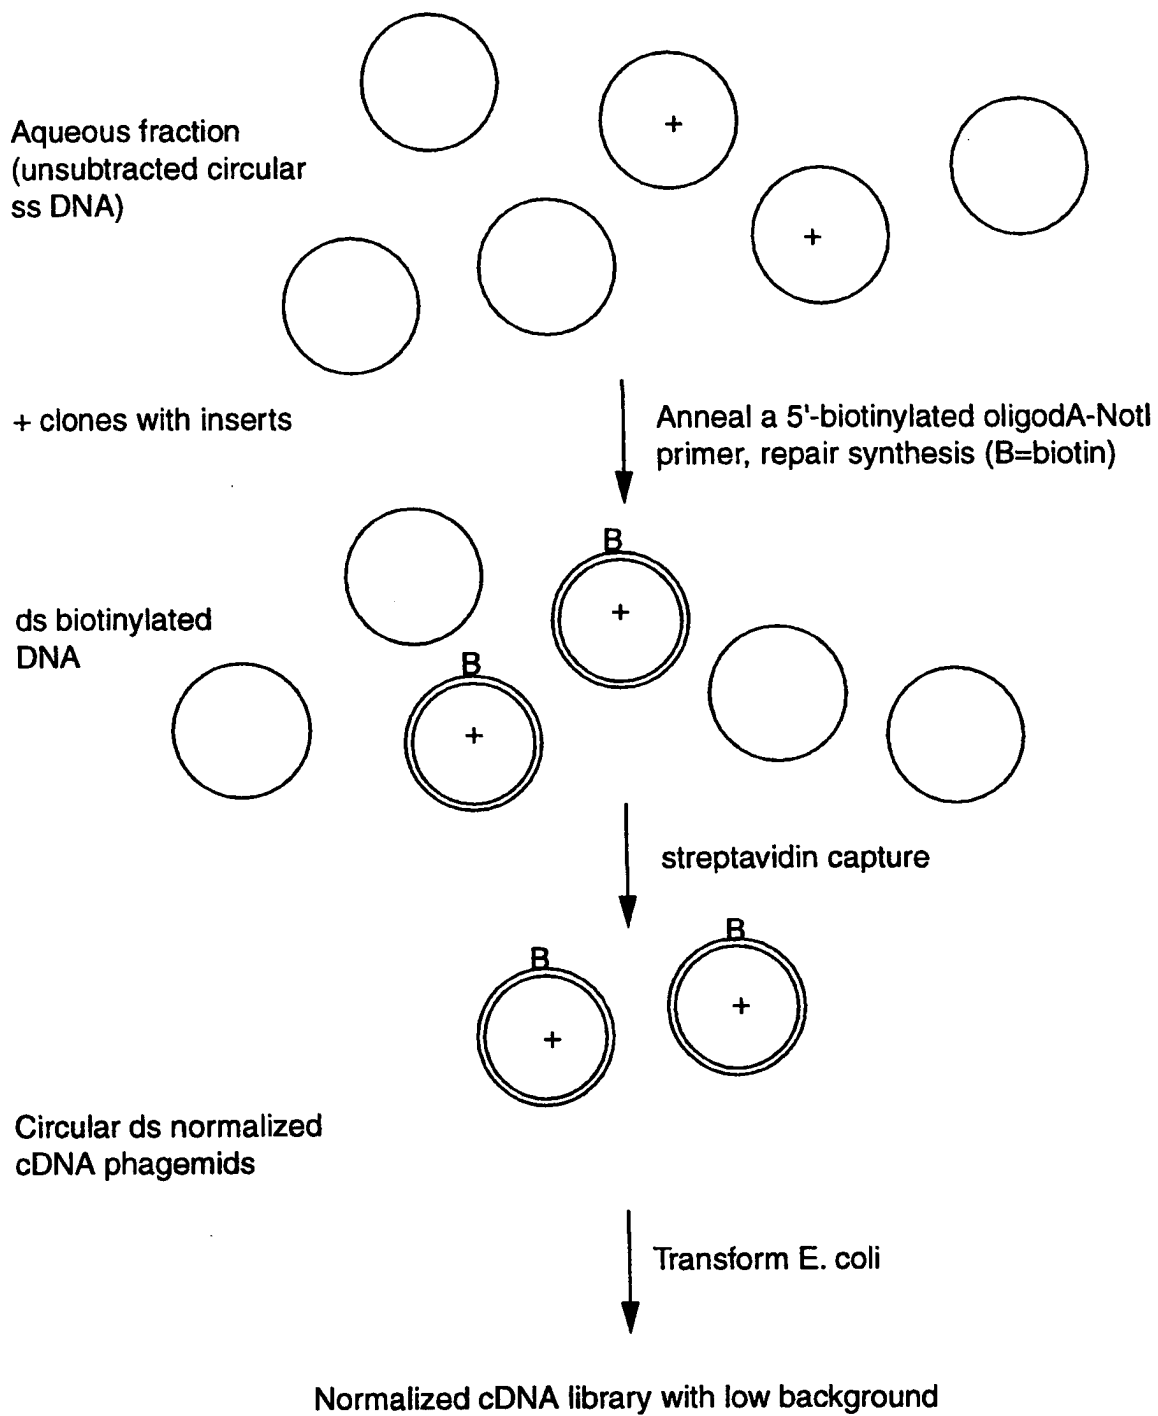 +
Aqueous fraction
(unsubtracted circular
ss DNA)
+
+ clones with inserts
Anneal a 5'-biotinylated oligodA-NotI
primer, repair synthesis (B=biotin)
B
+
ds biotinylated
DNA
B
+
streptavidin capture
B
B
+
+
Circular ds normalized
cDNA phagemids
Transform E. coli
Normalized cDNA library with low background